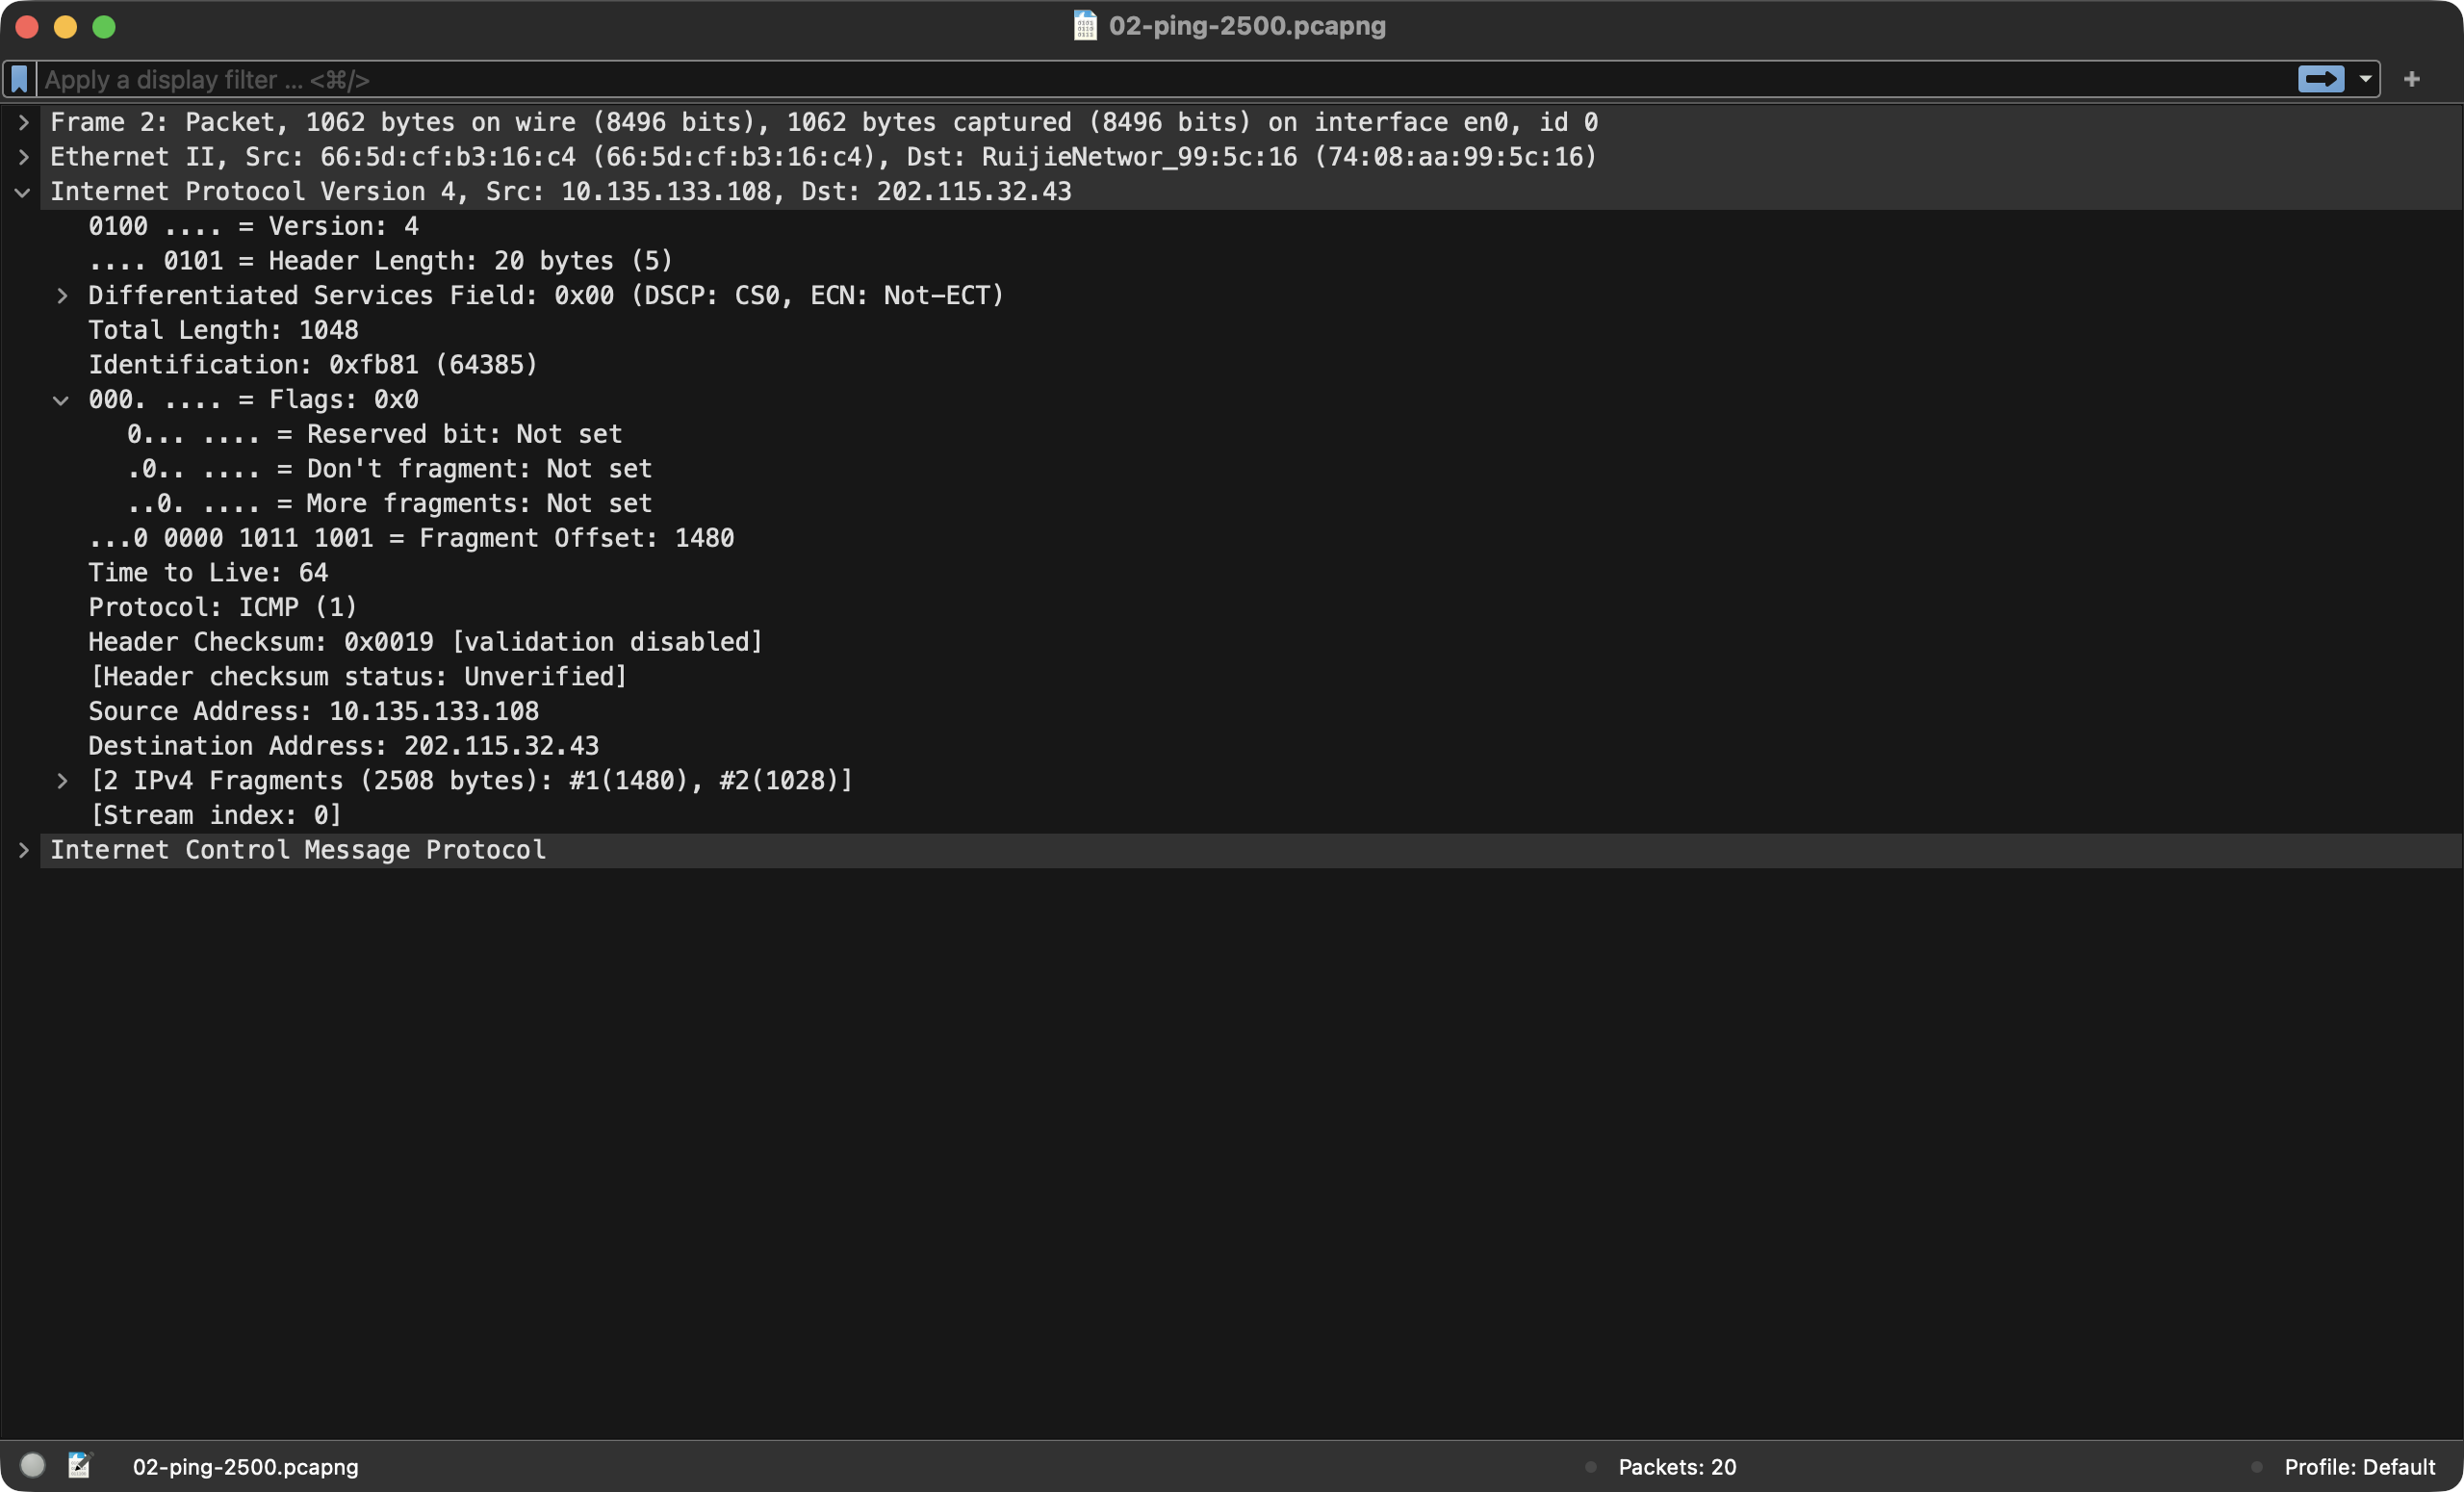 02-ping-2500.pcapng
Apply a display filter ... <⌘/>
Frame 2: Packet, 1062 bytes on wire (8496 bits), 1062 bytes captured (8496 bits) on interface en0, id 0
Ethernet II, Src: 66:5d:cf:b3:16:c4 (66:5d:cf:b3:16:c4), Dst: RuijieNetwor_99:5c:16 (74:08:aa:99:5c:16)
Internet Protocol Version 4, Src: 10.135.133.108, Dst: 202.115.32.43
0100 .... = Version: 4
.... 0101 = Header Length: 20 bytes (5)
Differentiated Services Field: 0x00 (DSCP: CS0, ECN: Not-ECT)
Total Length: 1048
Identification: 0xfb81 (64385)
000. .... = Flags: 0x0
0... .... = Reserved bit: Not set
.0.. .... = Don't fragment: Not set
..0. .... = More fragments: Not set
...0 0000 1011 1001 = Fragment Offset: 1480
Time to Live: 64
Protocol: ICMP (1)
Header Checksum: 0x0019 [validation disabled]
[Header checksum status: Unverified]
Source Address: 10.135.133.108
Destination Address: 202.115.32.43
[2 IPv4 Fragments (2508 bytes): #1(1480), #2(1028)]
[Stream index: 0]
Internet Control Message Protocol
02-ping-2500.pcapng
Packets: 20
Profile: Default